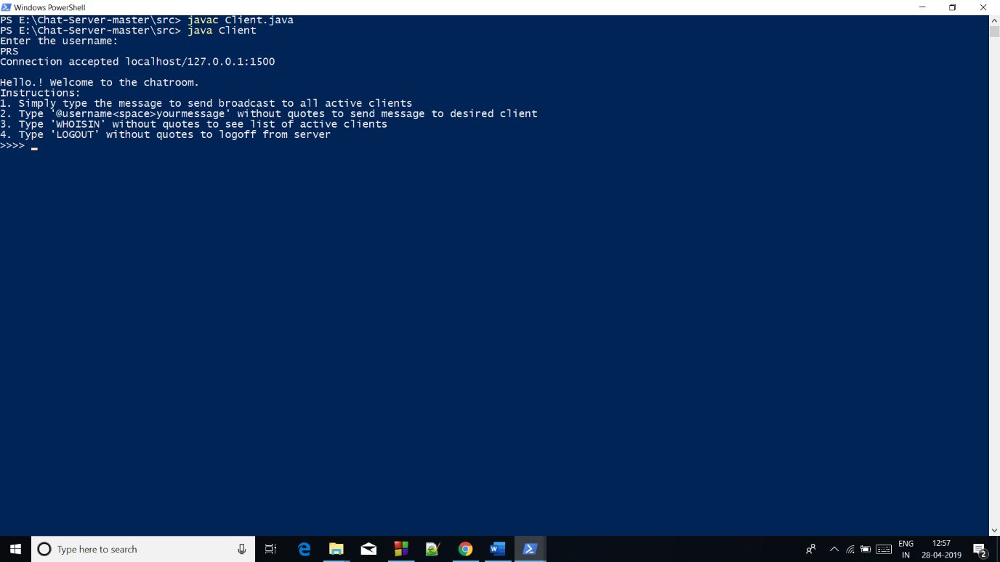 Windows PowerShell
PS E:\Chat-Server-master\src> javac Client.java
PS E:\Chat-Server-master\src> java Client
Enter the username:
PRS
Connection accepted localhost/127.0.0.1:1500
Hello.! Welcome to the chatroom.
Instructions:
1. Simply type the message to send broadcast to all active clients
2. Type '@username<space>yourmessage' without quotes to send message to desired client
3. Type 'WHOISIN' without quotes to see list of active clients
4. Type 'LOGOUT' without quotes to logoff from server
>>>>
Type here to search
ENG
IN
12:57
28-04-2019
2